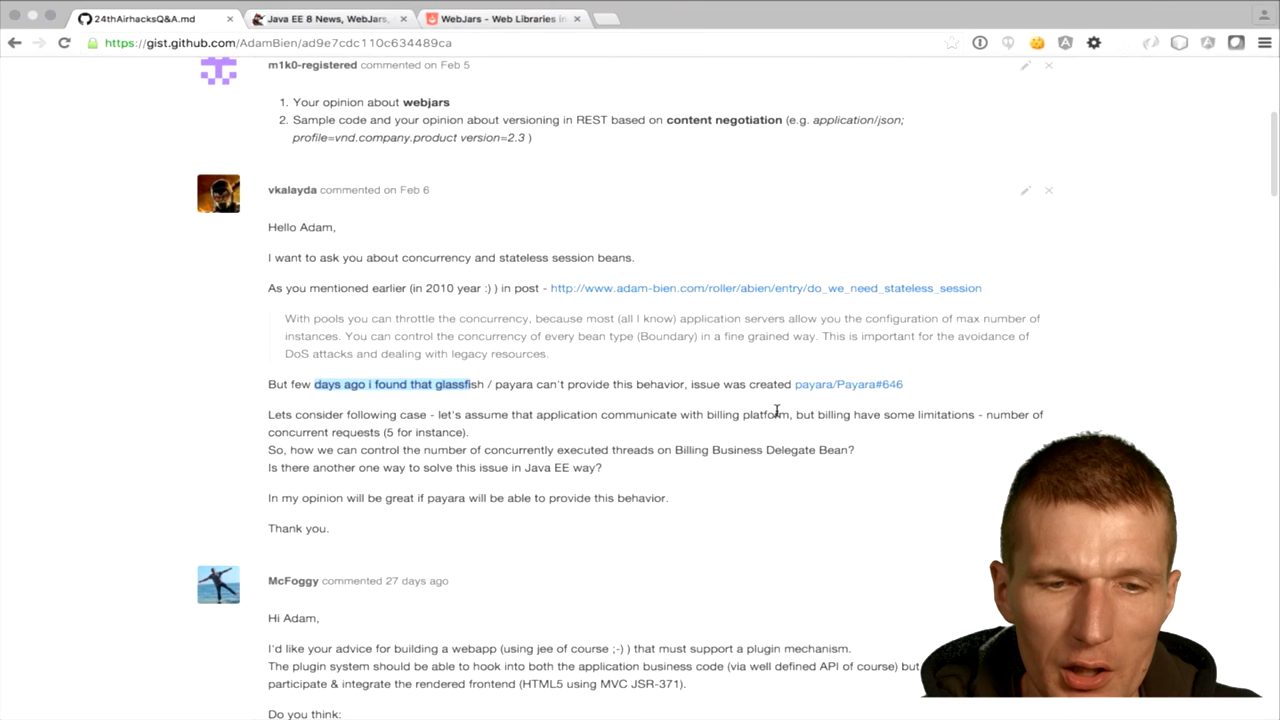 24thAirhacksQ&A.md
Java EE 8 News, WebJars,
WebJars - Web Libraries in
https://gist.github.com/AdamBien/ad9e7cdc110c634489ca
m1k0-registered commented on Feb 5
1. Your opinion about webjars
2. Sample code and your opinion about versioning in REST based on content negotiation (e.g. application/json;
profile=vnd.company.product version=2.3 )
vkalayda commented on Feb 6
Hello Adam,
I want to ask you about concurrency and stateless session beans.
As you mentioned earlier (in 2010 year :) ) in post - http://www.adam-bien.com/roller/abien/entry/do_we_need_stateless_session
With pools you can throttle the concurrency, because most (all I know) application servers allow you the configuration of max number of
instances. You can control the concurrency of every bean type (Boundary) in a fine grained way. This is important for the avoidance of
DoS attacks and dealing with legacy resources.
But few days ago i found that glassfish / payara can't provide this behavior, issue was created payara/Payara#646
Lets consider following case - let's assume that application communicate with billing platform, but billing have some limitations - number of
concurrent requests (5 for instance).
So, how we can control the number of concurrently executed threads on Billing Business Delegate Bean?
Is there another one way to solve this issue in Java EE way?
In my opinion will be great if payara will be able to provide this behavior.
Thank you.
McFoggy commented 27 days ago
Hi Adam,
I'd like your advice for building a webapp (using jee of course ;-) ) that must support a plugin mechanism.
The plugin system should be able to hook into both the application business code (via well defined API of course) but
participate & integrate the rendered frontend (HTML5 using MVC JSR-371).
Do you think: